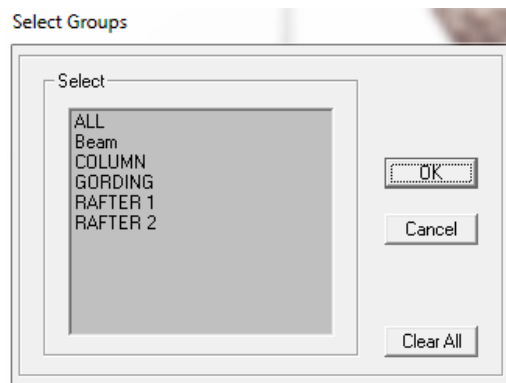 Select Groups
Select
ALL
Beam
COLUMN
GORDING
RAFTER 1
RAFTER 2
OK
Cancel
Clear All